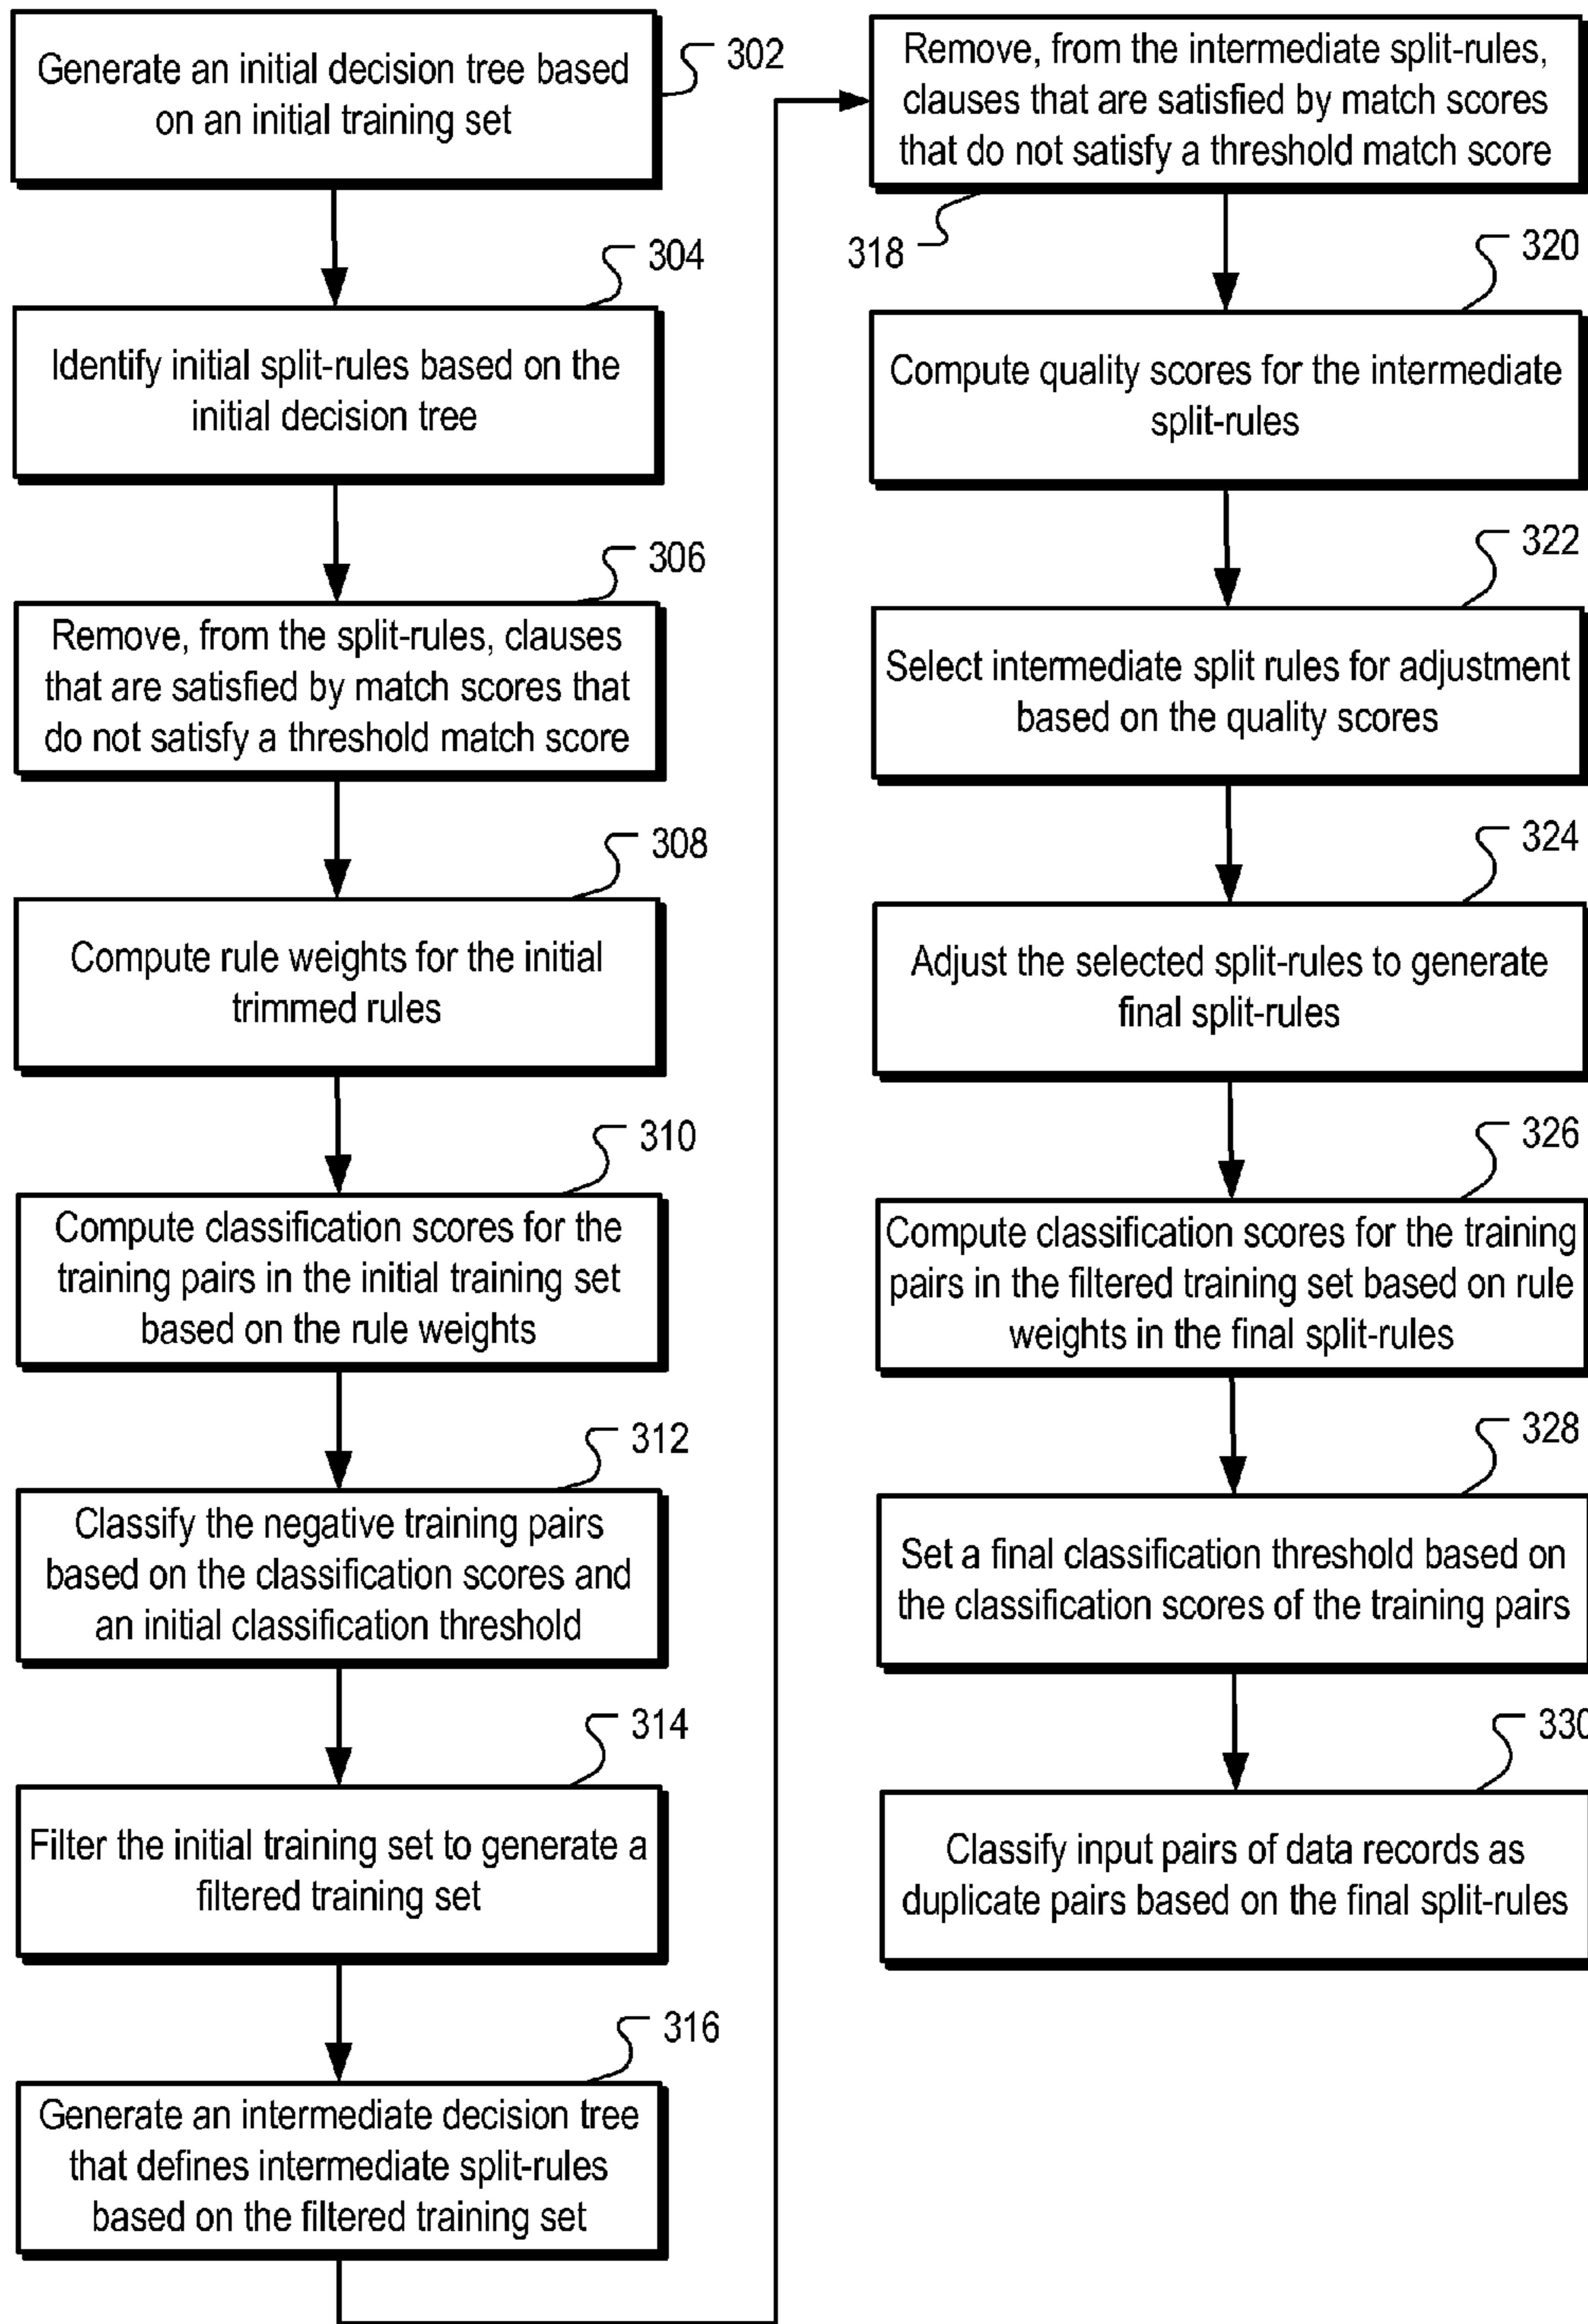 Generate an initial decision tree based
on an initial training set
302
304
Identify initial split-rules based on the
initial decision tree
306
Remove, from the split-rules, clauses
that are satisfied by match scores that
do not satisfy a threshold match score
308
Compute rule weights for the initial
trimmed rules
310
Compute classification scores for the
training pairs in the initial training set
based on the rule weights
312
Classify the negative training pairs
based on the classification scores and
an initial classification threshold
314
Filter the initial training set to generate a
filtered training set
316
Generate an intermediate decision tree
that defines intermediate split-rules
based on the filtered training set
Remove, from the intermediate split-rules,
clauses that are satisfied by match scores
that do not satisfy a threshold match score
318
320
Compute quality scores for the intermediate
split-rules
322
Select intermediate split rules for adjustment
based on the quality scores
324
Adjust the selected split-rules to generate
final split-rules
326
Compute classification scores for the training
pairs in the filtered training set based on rule
weights in the final split-rules
328
Set a final classification threshold based on
the classification scores of the training pairs
330
Classify input pairs of data records as
duplicate pairs based on the final split-rules